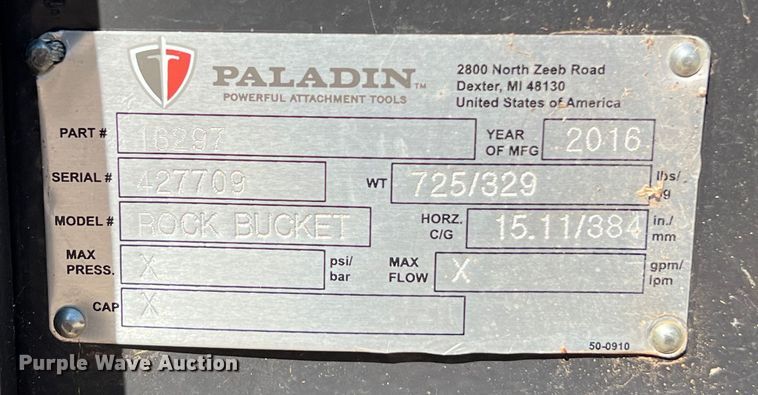 PALADIN™
POWERFUL ATTACHMENT TOOLS
2800 North Zeeb Road
Dexter, MI 48130
United States of America
PART # 16297
YEAR OF MFG 2016
SERIAL # 427709
WT 725/329 lbs/
MODEL # ROCK BUCKET
HORZ. C/G 15.11/384 in./ mm
MAX PRESS. X psi/ bar
MAX FLOW X gpm/ lpm
CAP X
50-0910
Purple Wave Auction